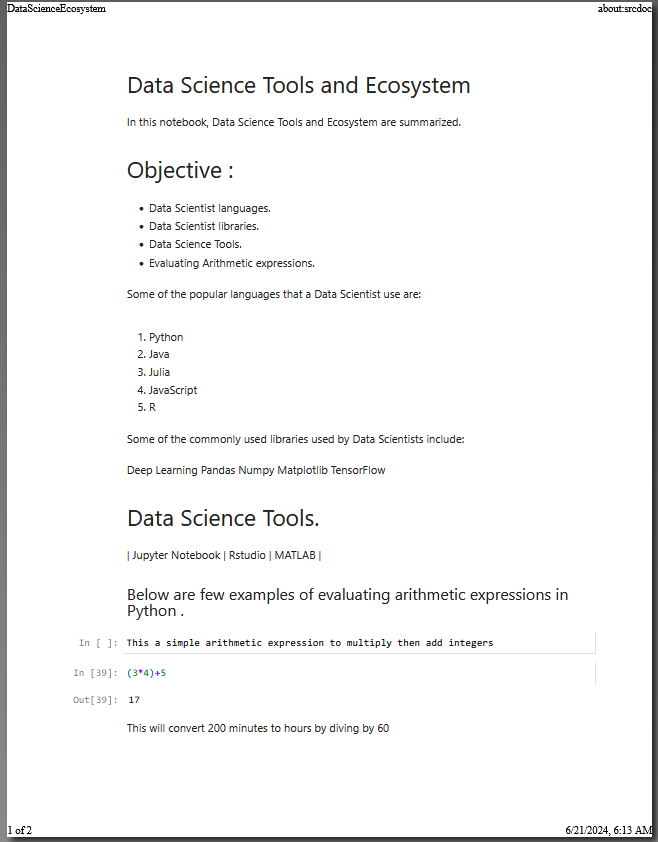 DataScienceEcosystem
about:srcdoc
Data Science Tools and Ecosystem
In this notebook, Data Science Tools and Ecosystem are summarized.
Objective :
• Data Scientist languages.
• Data Scientist libraries.
• Data Science Tools.
• Evaluating Arithmetic expressions.
Some of the popular languages that a Data Scientist use are:
1. Python
2. Java
3. Julia
4. JavaScript
5. R
Some of the commonly used libraries used by Data Scientists include:
Deep Learning Pandas Numpy Matplotlib TensorFlow
Data Science Tools.
| Jupyter Notebook | Rstudio | MATLAB |
Below are few examples of evaluating arithmetic expressions in
Python .
In [ ]: This a simple arithmetic expression to multiply then add integers
In [39]: (3*4)+5
Out[39]: 17
This will convert 200 minutes to hours by diving by 60
1 of 2
6/21/2024, 6:13 AM